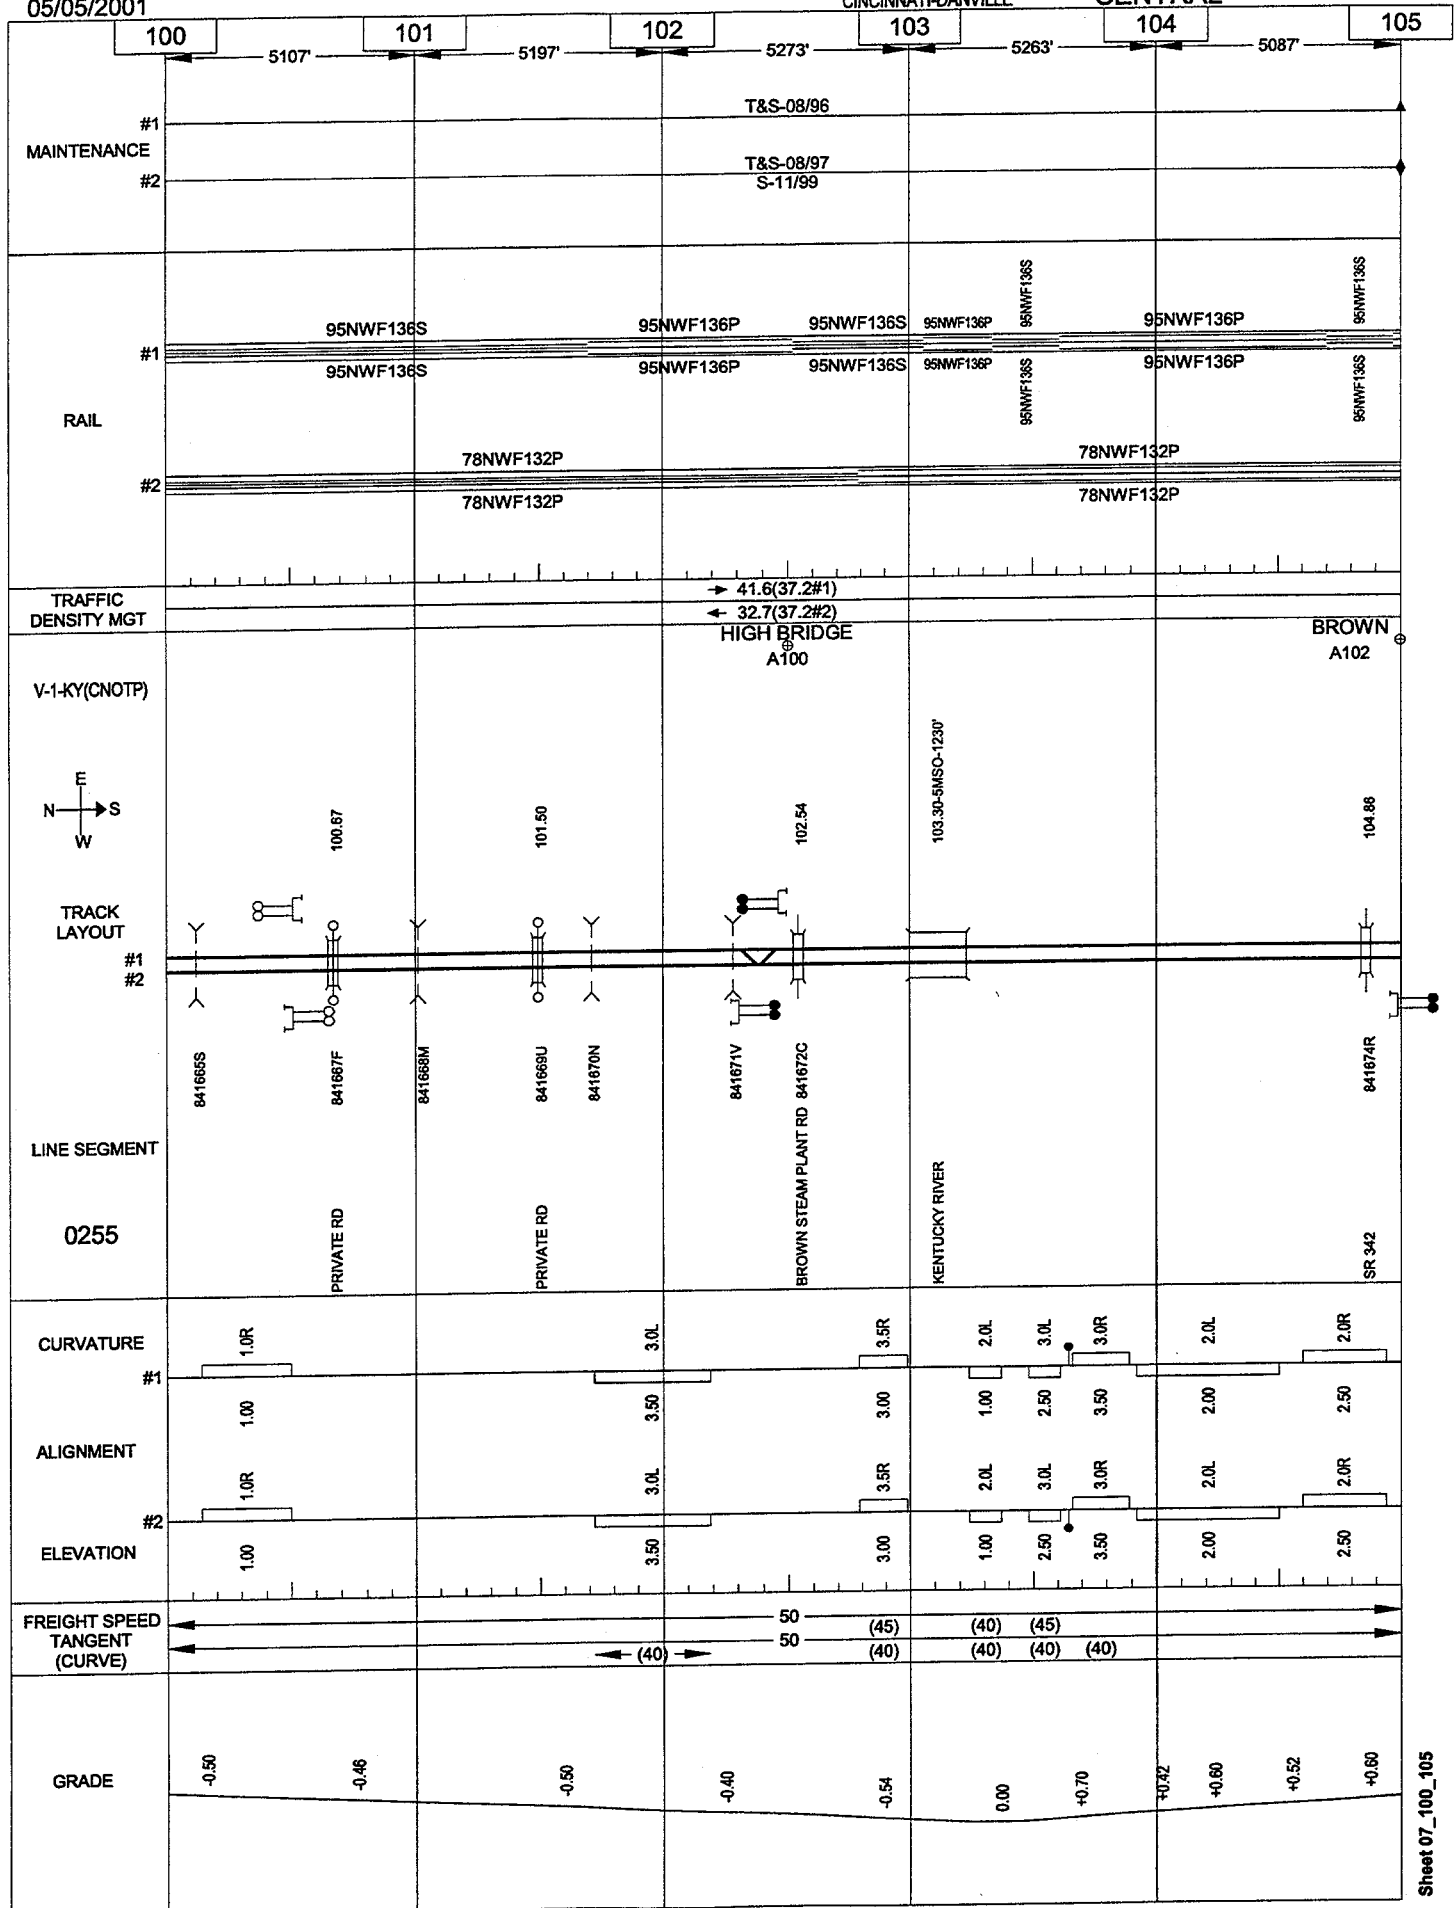 05/05/2001
CINCINNATI-DANVILLE
CENTRAL
100 101 102 103 104 105
5107' 5197' 5273' 5263' 5087'
MAINTENANCE
#1
T&S-08/96
#2
T&S-08/97
S-11/99
RAIL
95NWF136S 95NWF136S
95NWF136S 95NWF136P 95NWF136S 95NWF136P 95NWF136P
#1
95NWF136S 95NWF136P 95NWF136S 95NWF136P 95NWF136P
95NWF136S 95NWF136S
78NWF132P 78NWF132P
#2
78NWF132P 78NWF132P
TRAFFIC
DENSITY MGT
41.6(37.2#1)
32.7(37.2#2)
HIGH BRIDGE
A100
BROWN
A102
V-1-KY(CNOTP)
E
N S
W
100.67
101.50
102.54
103.30-5MSO-1230'
104.86
TRACK
LAYOUT
#1
#2
841665S
841667F
841668M
841669U
841670N
841671V
BROWN STEAM PLANT RD 841672C
841674R
LINE SEGMENT
0255
PRIVATE RD
PRIVATE RD
KENTUCKY RIVER
SR 342
CURVATURE
1.0R 3.0L 3.5R 2.0L 3.0L 3.0R 2.0L 2.0R
#1
1.00 3.50 3.00 1.00 2.50 3.50 2.00 2.50
ALIGNMENT
1.0R 3.0L 3.5R 2.0L 3.0L 3.0R 2.0L 2.0R
#2
ELEVATION
1.00 3.50 3.00 1.00 2.50 3.50 2.00 2.50
FREIGHT SPEED
TANGENT
(CURVE)
50
(45) (40) (45)
50
(40) (40) (40) (40) (40)
GRADE
-0.50 -0.46 -0.50 -0.40 -0.54 0.00 +0.70 +0.42 +0.60 +0.52 +0.60
Sheet 07_100_105